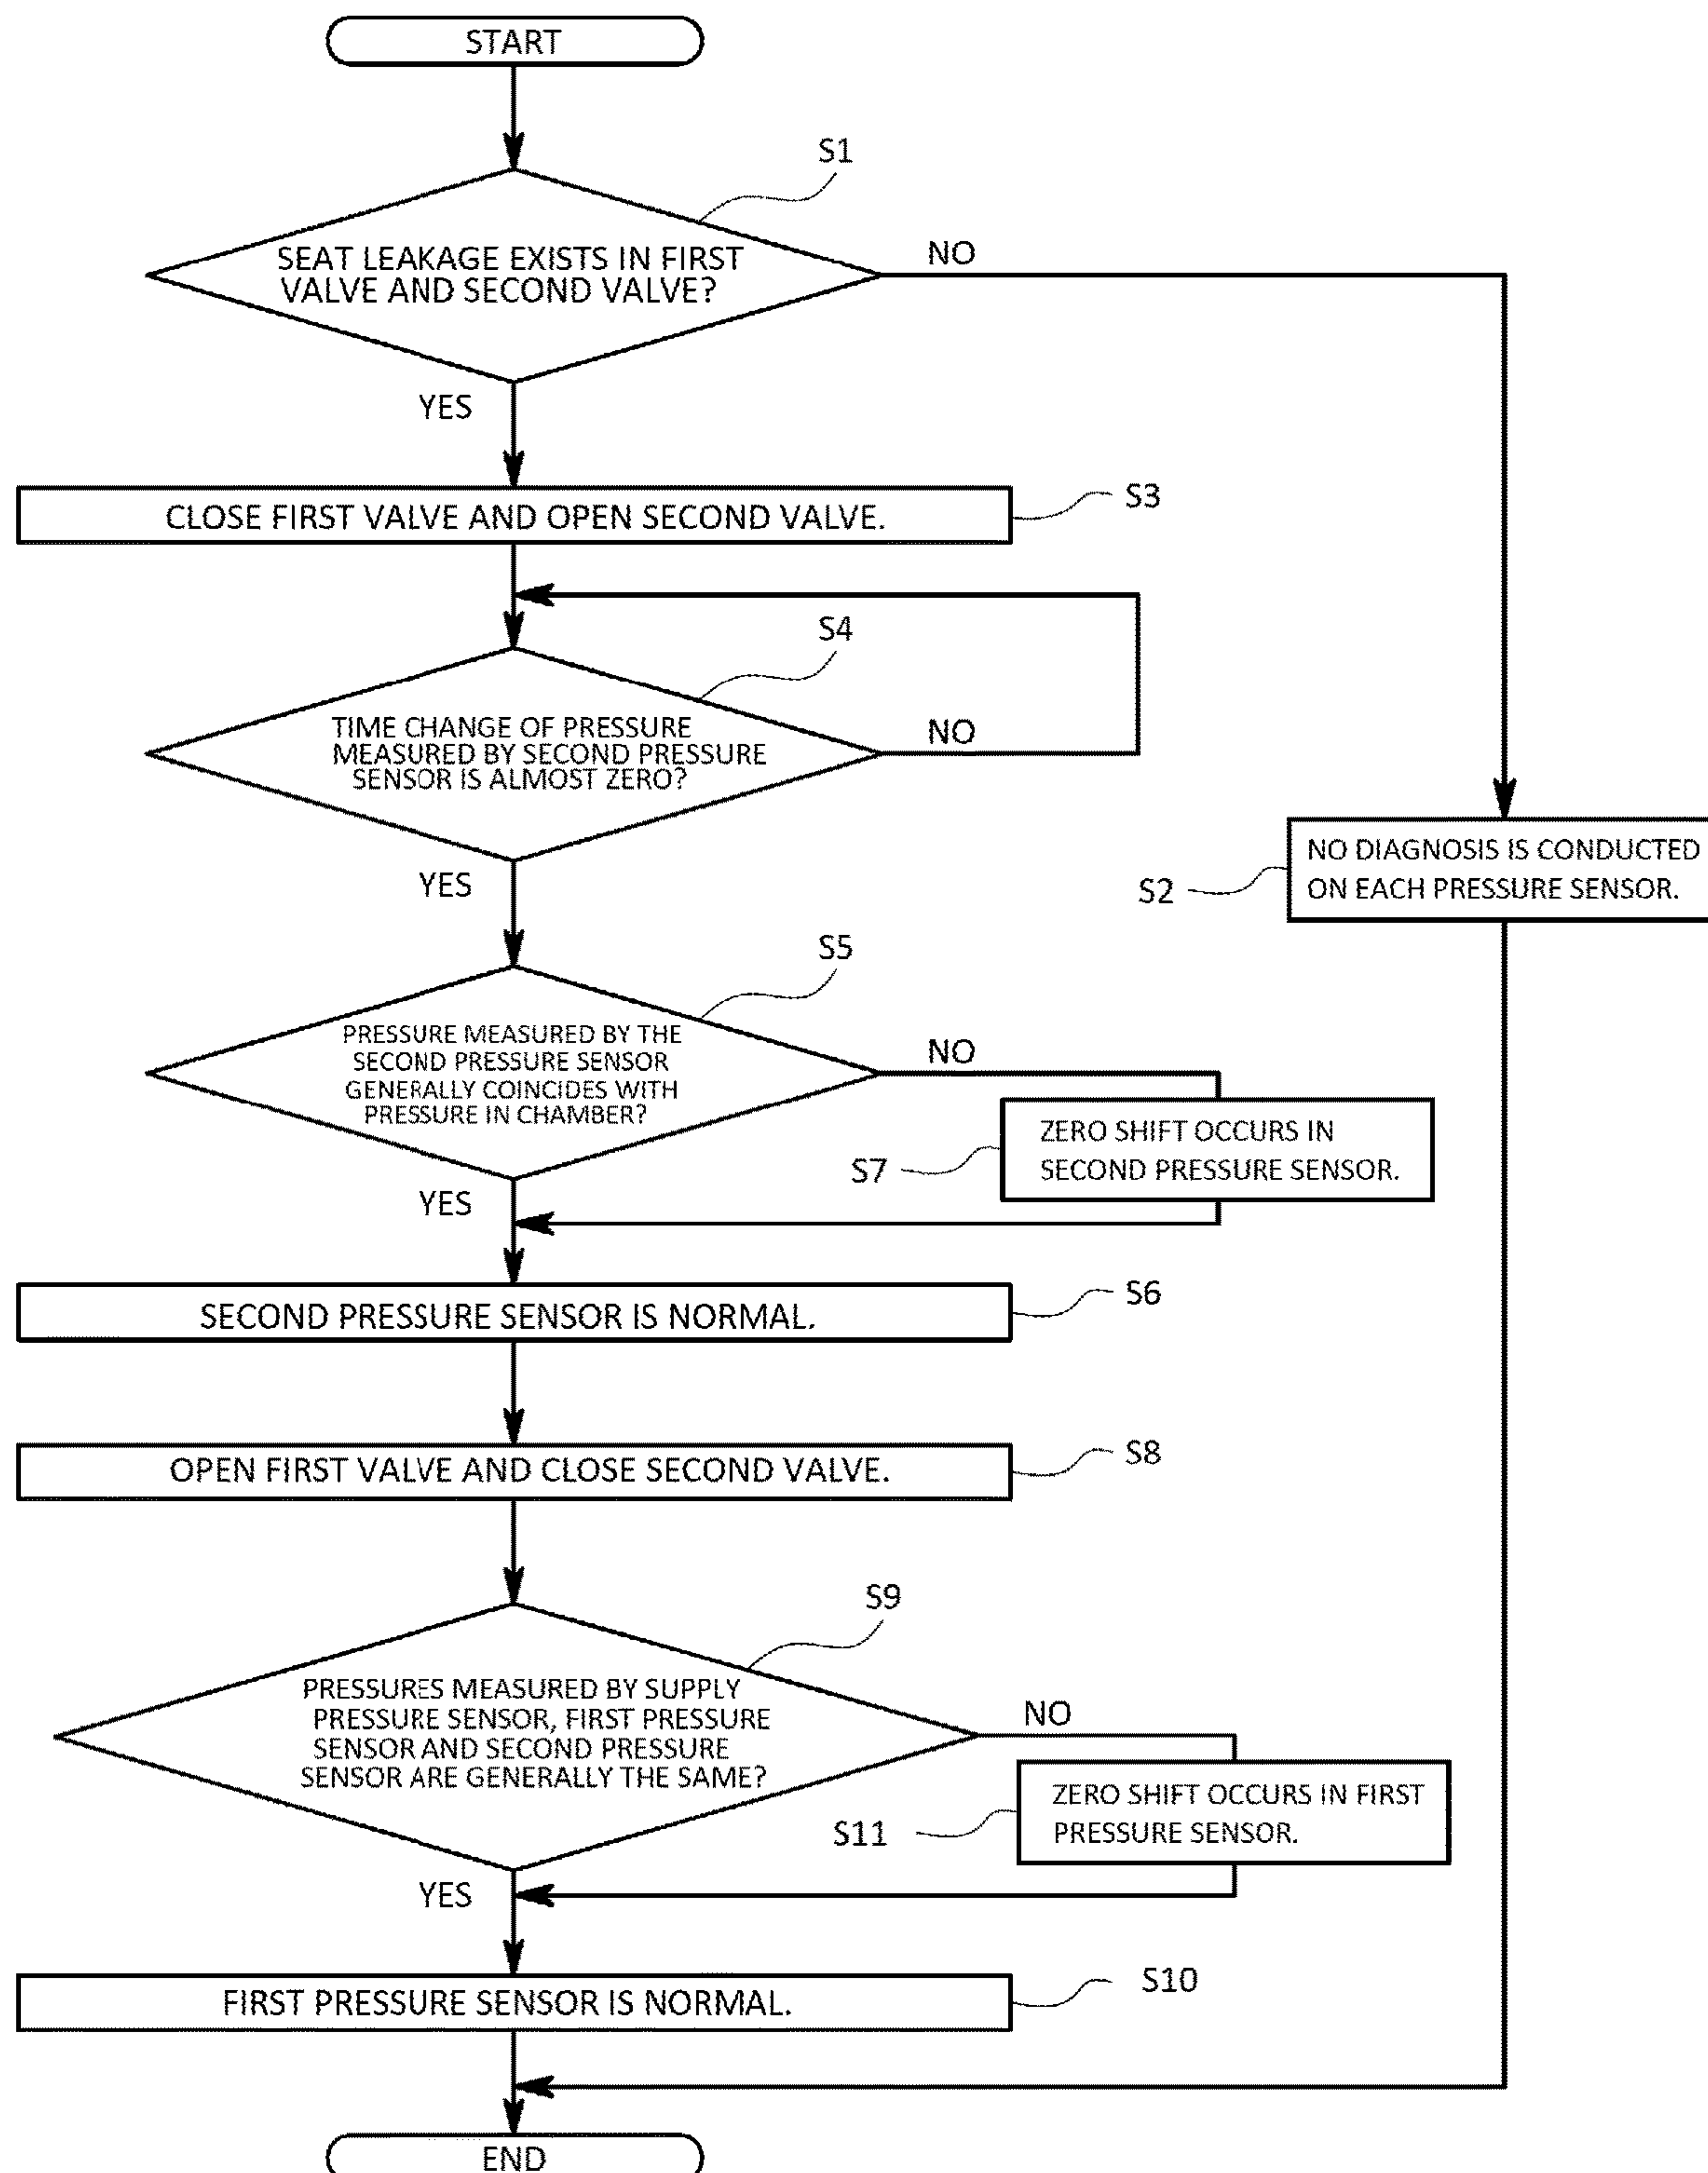 START
S1
SEAT LEAKAGE EXISTS IN FIRST
VALVE AND SECOND VALVE?
NO
YES
CLOSE FIRST VALVE AND OPEN SECOND VALVE.
S3
S4
TIME CHANGE OF PRESSURE
MEASURED BY SECOND PRESSURE
SENSOR IS ALMOST ZERO?
NO
YES
NO DIAGNOSIS IS CONDUCTED
ON EACH PRESSURE SENSOR.
S2
S5
PRESSURE MEASURED BY THE
SECOND PRESSURE SENSOR
GENERALLY COINCIDES WITH
PRESSURE IN CHAMBER?
NO
ZERO SHIFT OCCURS IN
SECOND PRESSURE SENSOR.
S7
YES
SECOND PRESSURE SENSOR IS NORMAL.
S6
OPEN FIRST VALVE AND CLOSE SECOND VALVE.
S8
S9
PRESSURES MEASURED BY SUPPLY
PRESSURE SENSOR, FIRST PRESSURE
SENSOR AND SECOND PRESSURE
SENSOR ARE GENERALLY THE SAME?
NO
ZERO SHIFT OCCURS IN FIRST
PRESSURE SENSOR.
S11
YES
FIRST PRESSURE SENSOR IS NORMAL.
S10
END